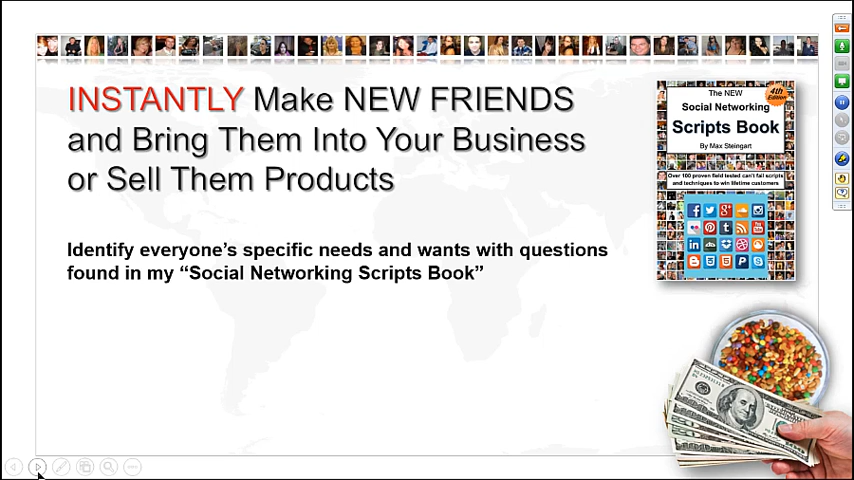 INSTANTLY Make NEW FRIENDS
and Bring Them Into Your Business
or Sell Them Products
Identify everyone's specific needs and wants with questions
found in my “Social Networking Scripts Book”
The NEW
4th
Edition
Social Networking
Scripts Book
By Max Steingart
Over 100 proven field tested can't fail scripts
and techniques to win lifetime customers